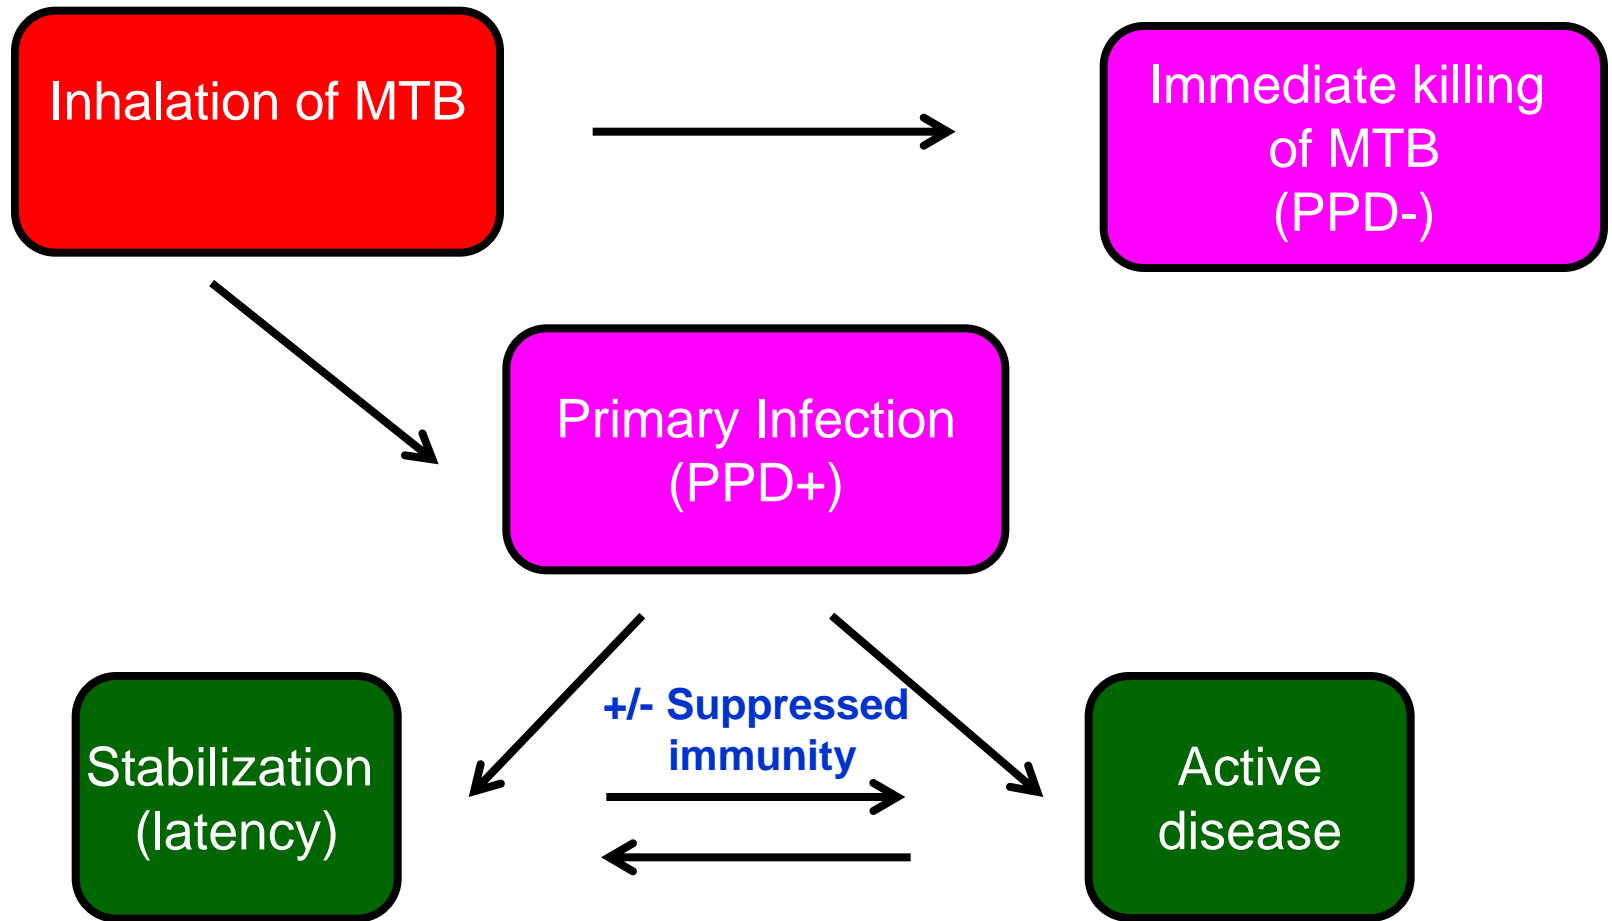 Inhalation of MTB
Immediate killing
of MTB
(PPD-)
Primary Infection
(PPD+)
+/- Suppressed
immunity
Stabilization
(latency)
Active
disease